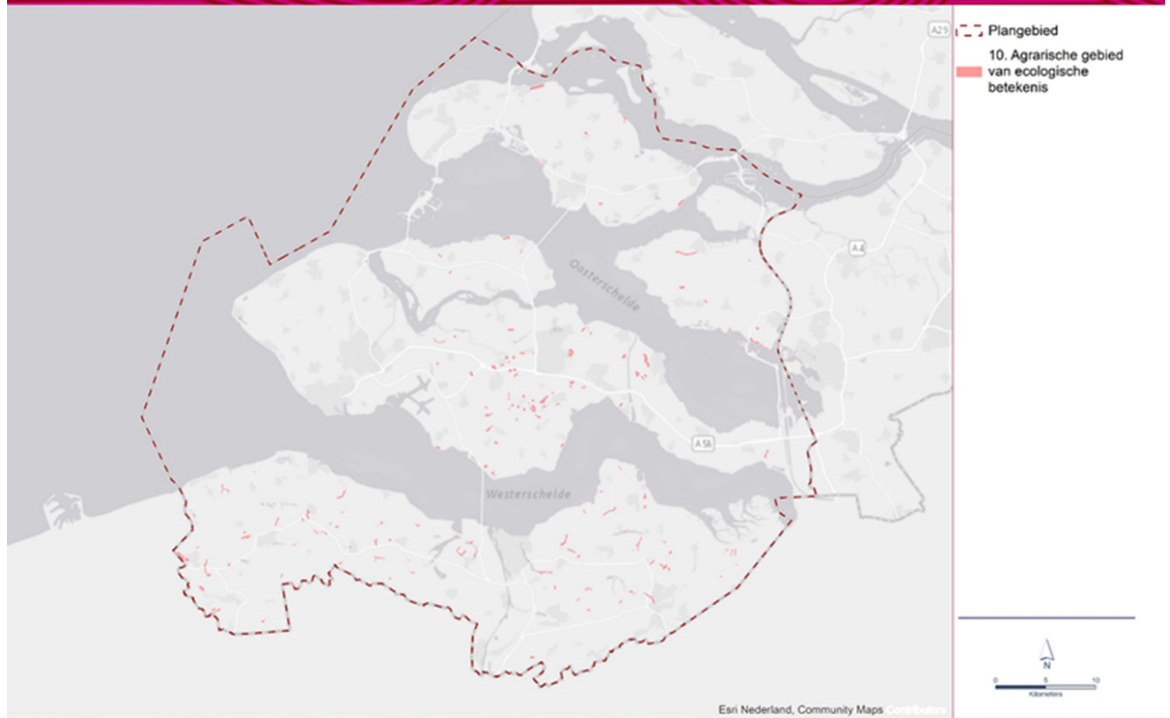 A29
Plangebied
10. Agrarische gebied
van ecologische
betekenis
A4
Oosterschelde
A58
Westerschelde
N
0 5 10
Kilometers
Esri Nederland, Community Maps Contributors